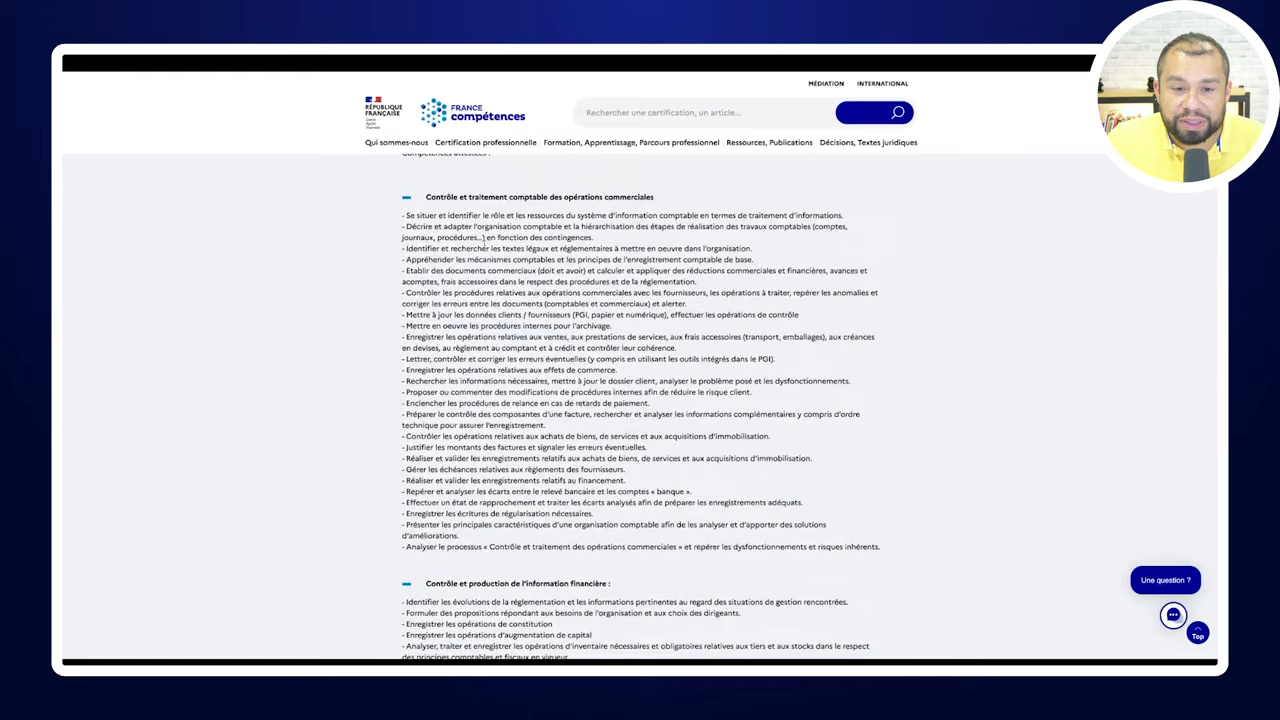 MÉDIATION INTERNATIONAL
RÉPUBLIQUE
FRANÇAISE
Liberté
Égalité
Fraternité
FRANCE
compétences
Rechercher une certification, un article...
Qui sommes-nous Certification professionnelle Formation, Apprentissage, Parcours professionnel Ressources, Publications Décisions, Textes juridiques
Compétences attestées :
Contrôle et traitement comptable des opérations commerciales
- Se situer et identifier le rôle et les ressources du système d'information comptable en termes de traitement d'informations.
- Décrire et adapter l'organisation comptable et la hiérarchisation des étapes de réalisation des travaux comptables (comptes,
journaux, procédures...) en fonction des contingences.
- Identifier et rechercher les textes légaux et réglementaires à mettre en oeuvre dans l'organisation.
- Appréhender les mécanismes comptables et les principes de l'enregistrement comptable de base.
- Etablir des documents commerciaux (doit et avoir) et calculer et appliquer des réductions commerciales et financières, avances et
acomptes, frais accessoires dans le respect des procédures et de la réglementation.
- Contrôler les procédures relatives aux opérations commerciales avec les fournisseurs, les opérations à traiter, repérer les anomalies et
corriger les erreurs entre les documents (comptables et commerciaux) et alerter.
- Mettre à jour les données clients / fournisseurs (PGI, papier et numérique), effectuer les opérations de contrôle
- Mettre en oeuvre les procédures internes pour l'archivage.
- Enregistrer les opérations relatives aux ventes, aux prestations de services, aux frais accessoires (transport, emballages), aux créances
en devises, au règlement au comptant et à crédit et contrôler leur cohérence.
- Lettrer, contrôler et corriger les erreurs éventuelles (y compris en utilisant les outils intégrés dans le PGI).
- Enregistrer les opérations relatives aux effets de commerce.
- Rechercher les informations nécessaires, mettre à jour le dossier client, analyser le problème posé et les dysfonctionnements.
- Proposer ou commenter des modifications de procédures internes afin de réduire le risque client.
- Enclencher les procédures de relance en cas de retards de paiement.
- Préparer le contrôle des composantes d'une facture, rechercher et analyser les informations complémentaires y compris d'ordre
technique pour assurer l'enregistrement.
- Contrôler les opérations relatives aux achats de biens, de services et aux acquisitions d'immobilisation.
- Justifier les montants des factures et signaler les erreurs éventuelles.
- Réaliser et valider les enregistrements relatifs aux achats de biens, de services et aux acquisitions d'immobilisation.
- Gérer les échéances relatives aux règlements des fournisseurs.
- Réaliser et valider les enregistrements relatifs au financement.
- Repérer et analyser les écarts entre le relevé bancaire et les comptes « banque ».
- Effectuer un état de rapprochement et traiter les écarts analysés afin de préparer les enregistrements adéquats.
- Enregistrer les écritures de régularisation nécessaires.
- Présenter les principales caractéristiques d'une organisation comptable afin de les analyser et d'apporter des solutions
d'améliorations.
- Analyser le processus « Contrôle et traitement des opérations commerciales » et repérer les dysfonctionnements et risques inhérents.
Contrôle et production de l'information financière :
- Identifier les évolutions de la réglementation et les informations pertinentes au regard des situations de gestion rencontrées.
- Formuler des propositions répondant aux besoins de l'organisation et aux choix des dirigeants.
- Enregistrer les opérations de constitution
- Enregistrer les opérations d'augmentation de capital
- Analyser, traiter et enregistrer les opérations d'inventaire nécessaires et obligatoires relatives aux tiers et aux stocks dans le respect
des principes comptables et fiscaux en vigueur
Une question ?
Top